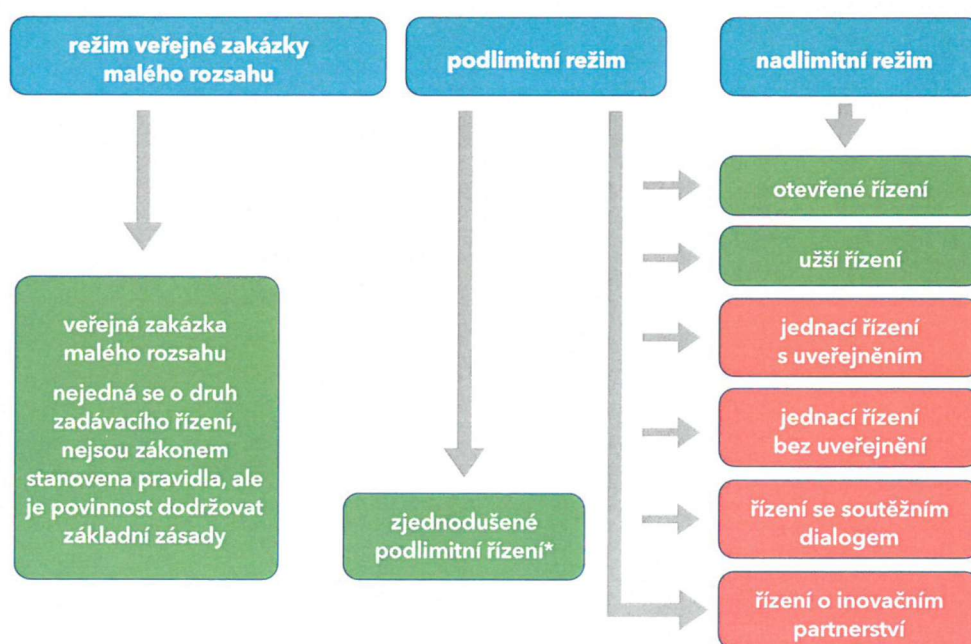 režim veřejné zakázky
malého rozsahu
podlimitní režim
nadlimitní režim
otevřené řízení
užší řízení
veřejná zakázka
malého rozsahu
nejedná se o druh
zadávacího řízení,
nejsou zákonem
stanovena pravidla, ale
je povinnost dodržovat
základní zásady
jednací řízení
s uveřejněním
jednací řízení
bez uveřejnění
zjednodušené
podlimitní řízení*
řízení se soutěžním
dialogem
řízení o inovačním
partnerství